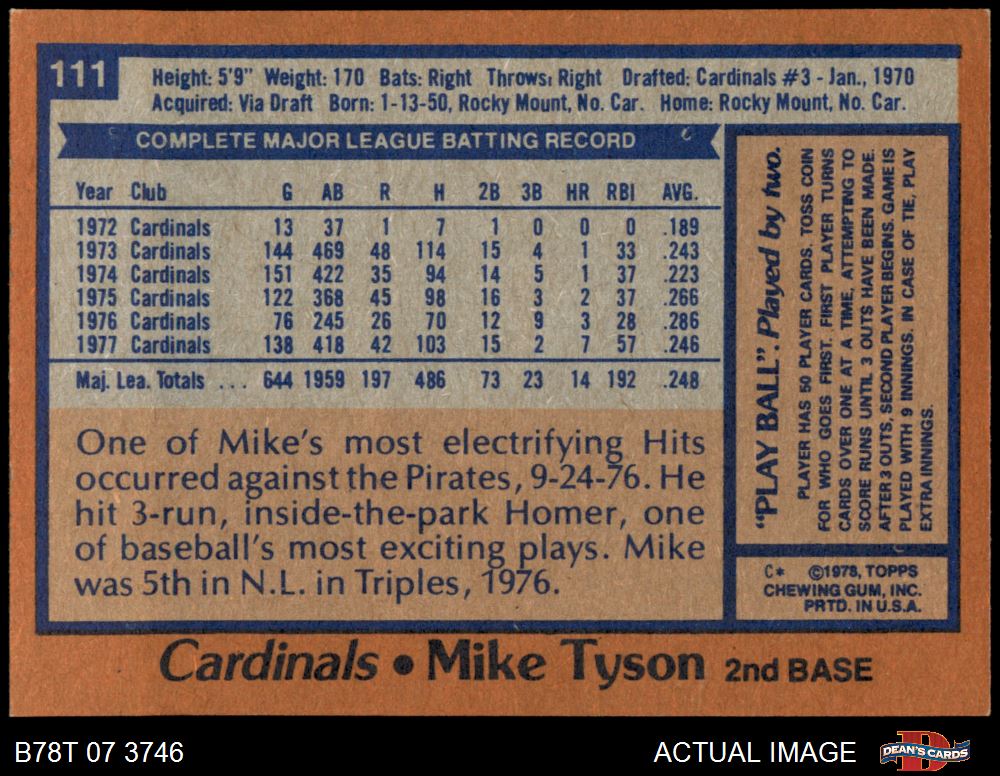 111
Height: 5'9" Weight: 170 Bats: Right Throws: Right Drafted: Cardinals #3 - Jan., 1970
Acquired: Via Draft Born: 1-13-50, Rocky Mount, No. Car. Home: Rocky Mount, No. Car.
COMPLETE MAJOR LEAGUE BATTING RECORD
Year Club G AB R H 2B 3B HR RBI AVG.
1972 Cardinals 13 37 1 7 1 0 0 0 .189
1973 Cardinals 144 469 48 114 15 4 1 33 .243
1974 Cardinals 151 422 35 94 14 5 1 37 .223
1975 Cardinals 122 368 45 98 16 3 2 37 .266
1976 Cardinals 76 245 26 70 12 9 3 28 .286
1977 Cardinals 138 418 42 103 15 2 7 57 .246
Maj. Lea. Totals ... 644 1959 197 486 73 23 14 192 .248
One of Mike's most electrifying Hits
occurred against the Pirates, 9-24-76. He
hit 3-run, inside-the-park Homer, one
of baseball's most exciting plays. Mike
was 5th in N.L. in Triples, 1976.
"PLAY BALL". Played by two.
PLAYER HAS 50 PLAYER CARDS. TOSS COIN
FOR WHO GOES FIRST. FIRST PLAYER TURNS
CARDS OVER ONE AT A TIME, ATTEMPTING TO
SCORE RUNS UNTIL 3 OUTS HAVE BEEN MADE.
AFTER 3 OUTS, SECOND PLAYER BEGINS. GAME IS
PLAYED WITH 9 INNINGS. IN CASE OF TIE, PLAY
EXTRA INNINGS.
C* ©1978, TOPPS
CHEWING GUM, INC.
PRTD. IN U.S.A.
Cardinals • Mike Tyson 2nd BASE
B78T 07 3746
ACTUAL IMAGE
DEAN'S CARDS